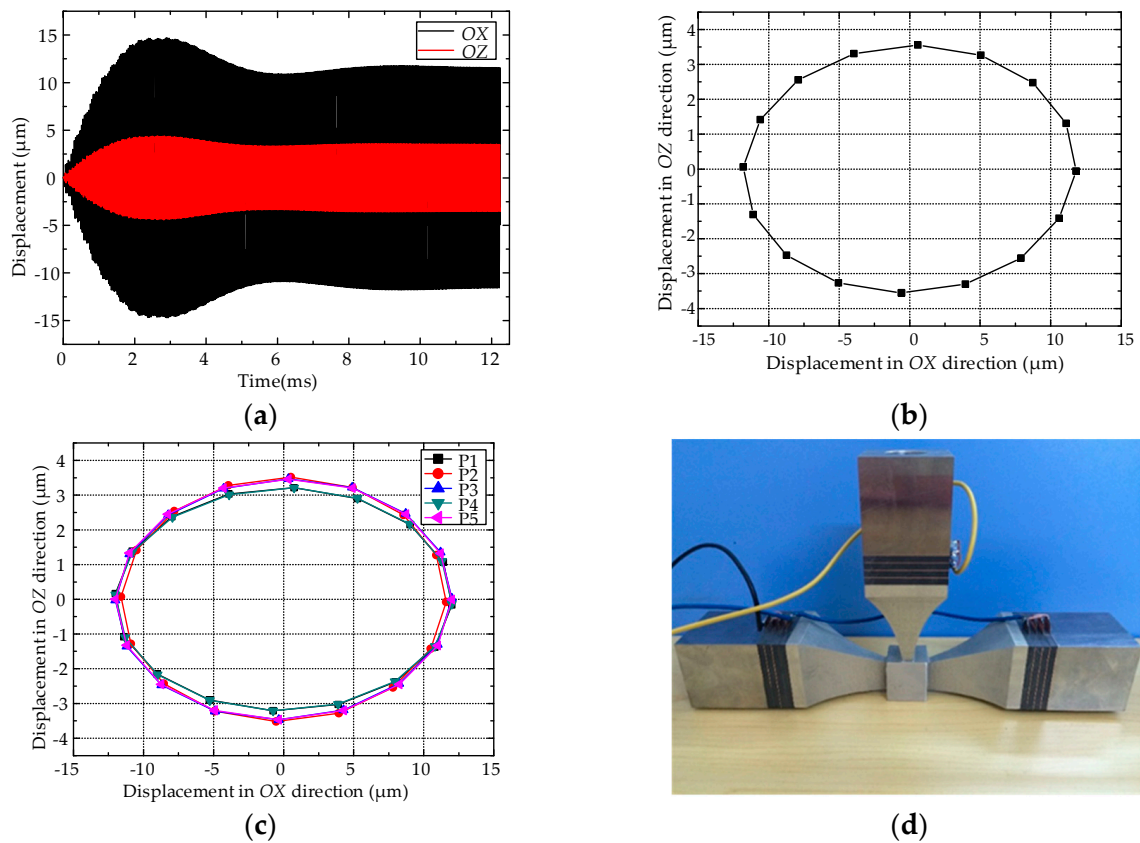 OX
OZ
15
10
5
0
-5
-10
-15
0 2 4 6 8 10 12
Displacement (µm)
Time(ms)
(a)
4
3
2
1
0
-1
-2
-3
-4
-15 -10 -5 0 5 10 15
Displacement in OZ direction (µm)
Displacement in OX direction (µm)
(b)
P1
P2
P3
P4
P5
4
3
2
1
0
-1
-2
-3
-4
-15 -10 -5 0 5 10 15
Displacement in OZ direction (µm)
Displacement in OX direction (µm)
(c)
(d)